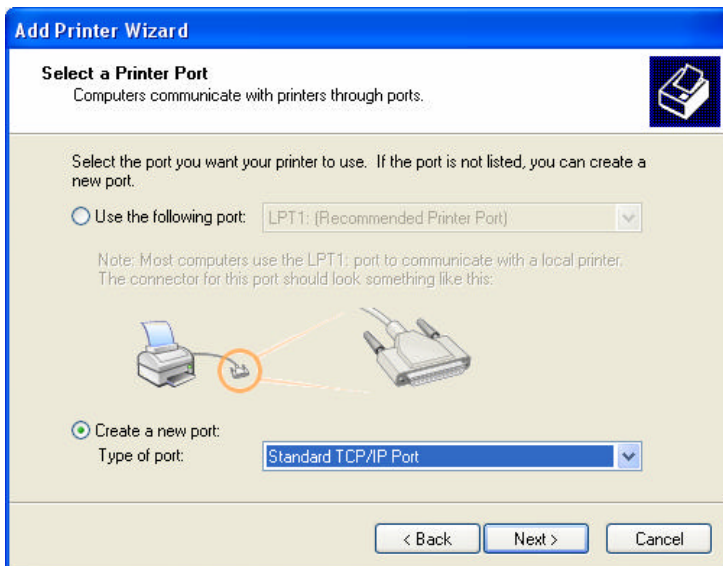 Add Printer Wizard
Select a Printer Port
Computers communicate with printers through ports.
Select the port you want your printer to use. If the port is not listed, you can create a
new port.
Use the following port: LPT1: (Recommended Printer Port)
Note: Most computers use the LPT1: port to communicate with a local printer.
The connector for this port should look something like this:
Create a new port:
Type of port: Standard TCP/IP Port
< Back Next > Cancel